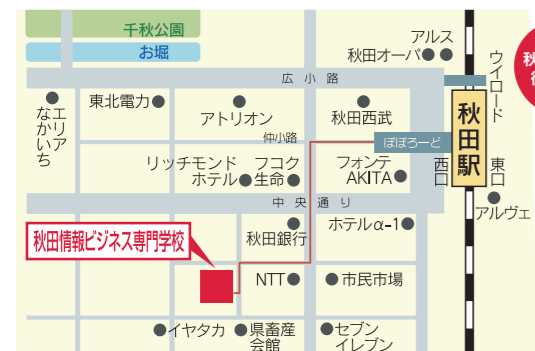 千秋公園
お堀
アルス
秋田オーパ
ウイロード
秋
広小路
エリア
なかいち
東北電力
アトリオン
秋田西武
仲小路
ぽぽろーど
秋田駅
西口
東口
アルヴェ
リッチモンド
ホテル
フコク
生命
フォンテ
AKITA
中央通り
秋田情報ビジネス専門学校
秋田銀行
ホテルα-1
NTT
市民市場
イヤタカ
県畜産
会館
セブン
イレブン